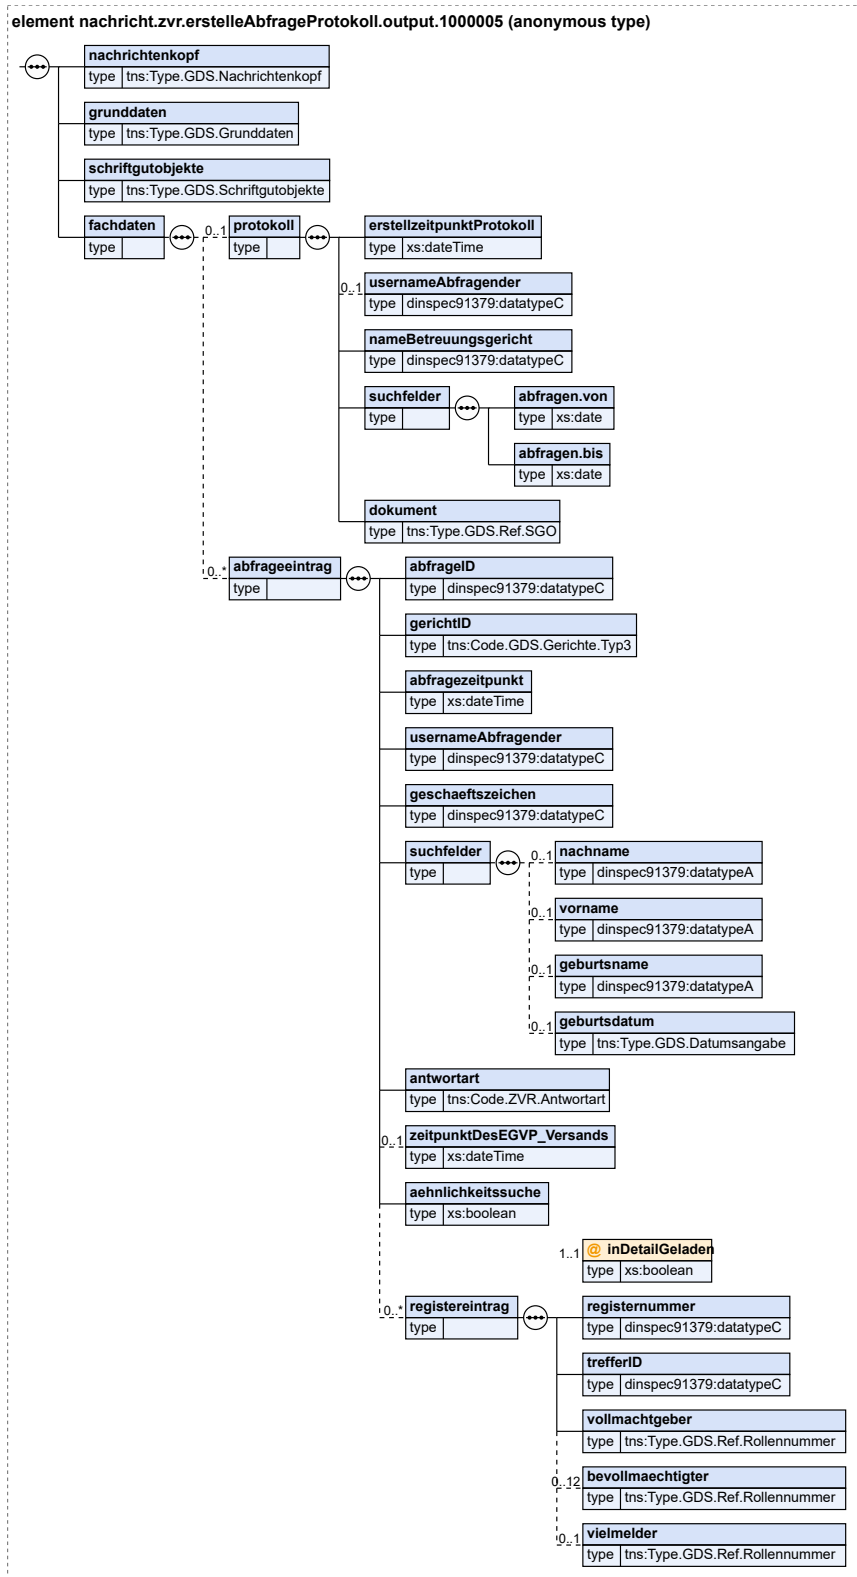 element nachricht.zvr.erstelleAbfrageProtokoll.output.1000005 (anonymous type)
nachrichtenkopf
type tns:Type.GDS.Nachrichtenkopf
grunddaten
type tns:Type.GDS.Grunddaten
schriftgutobjekte
type tns:Type.GDS.Schriftgutobjekte
fachdaten
type
0..1
protokoll
type
erstellzeitpunktProtokoll
type xs:dateTime
0..1
usernameAbfragender
type dinspec91379:datatypeC
nameBetreuungsgericht
type dinspec91379:datatypeC
suchfelder
type
abfragen.von
type xs:date
abfragen.bis
type xs:date
dokument
type tns:Type.GDS.Ref.SGO
0..*
abfrageeintrag
type
abfrageID
type dinspec91379:datatypeC
gerichtID
type tns:Code.GDS.Gerichte.Typ3
abfragezeitpunkt
type xs:dateTime
usernameAbfragender
type dinspec91379:datatypeC
geschaeftszeichen
type dinspec91379:datatypeC
suchfelder
type
0..1
nachname
type dinspec91379:datatypeA
0..1
vorname
type dinspec91379:datatypeA
0..1
geburtsname
type dinspec91379:datatypeA
0..1
geburtsdatum
type tns:Type.GDS.Datumsangabe
antwortart
type tns:Code.ZVR.Antwortart
0..1
zeitpunktDesEGVP_Versands
type xs:dateTime
aehnlichkeitssuche
type xs:boolean
1..1
@ inDetailGeladen
type xs:boolean
0..*
registereintrag
type
registernummer
type dinspec91379:datatypeC
trefferID
type dinspec91379:datatypeC
vollmachtgeber
type tns:Type.GDS.Ref.Rollennummer
0..12
bevollmaechtigter
type tns:Type.GDS.Ref.Rollennummer
0..1
vielmelder
type tns:Type.GDS.Ref.Rollennummer